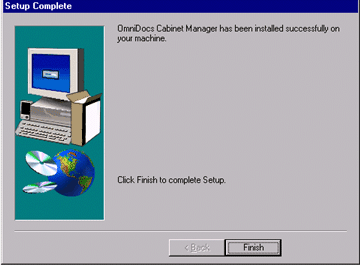 Setup Complete
OmniDocs Cabinet Manager has been installed successfully on
your machine.
Click Finish to complete Setup.
< Back
Finish